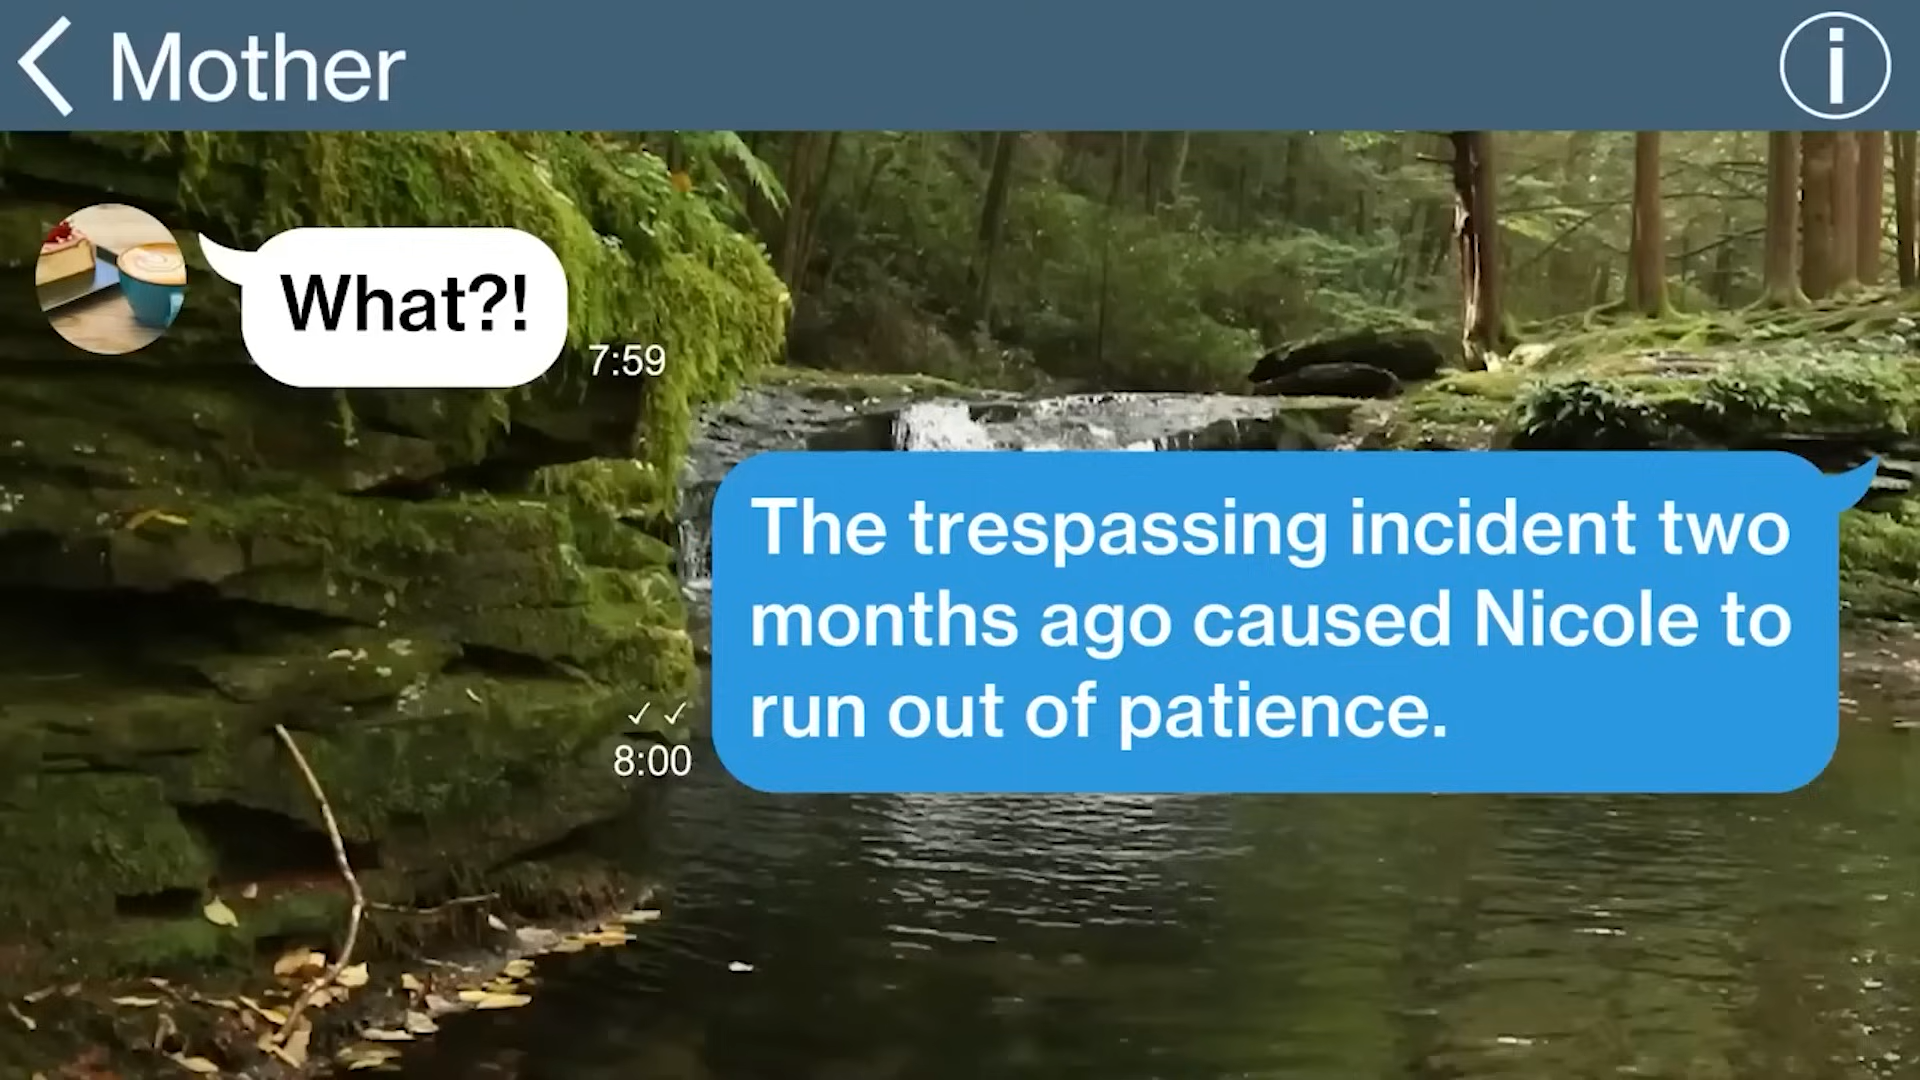 Mother
What?!
7:59
The trespassing incident two
months ago caused Nicole to
run out of patience.
8:00